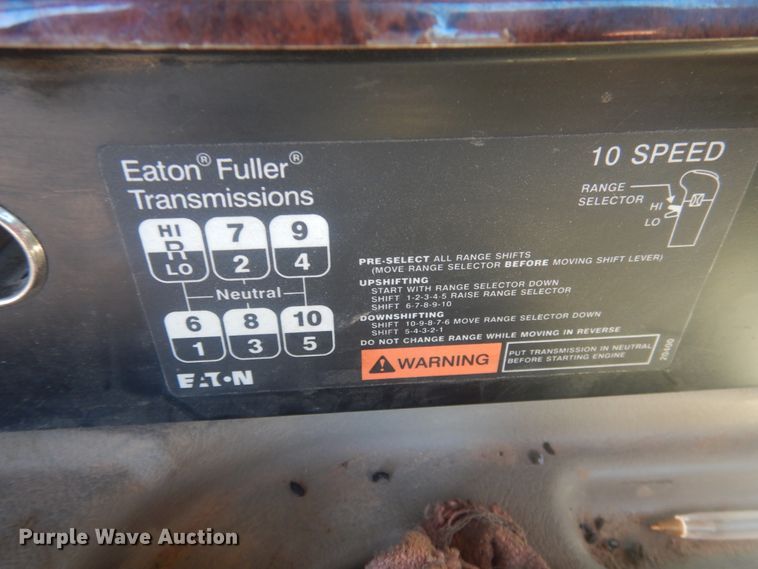 Eaton® Fuller®
Transmissions
10 SPEED
RANGE
SELECTOR
HI
LO
HI 7 9
R
LO 2 4
Neutral
6 8 10
1 3 5
EATON
PRE-SELECT ALL RANGE SHIFTS
(MOVE RANGE SELECTOR BEFORE MOVING SHIFT LEVER)
UPSHIFTING
START WITH RANGE SELECTOR DOWN
SHIFT 1-2-3-4-5 RAISE RANGE SELECTOR
SHIFT 6-7-8-9-10
DOWNSHIFTING
SHIFT 10-9-8-7-6 MOVE RANGE SELECTOR DOWN
SHIFT 5-4-3-2-1
DO NOT CHANGE RANGE WHILE MOVING IN REVERSE
WARNING
PUT TRANSMISSION IN NEUTRAL
BEFORE STARTING ENGINE
20400
Purple Wave Auction